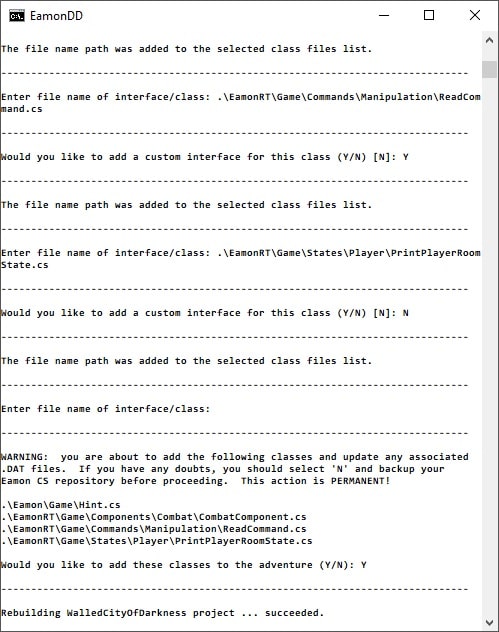 EamonDD
The file name path was added to the selected class files list.
------------------------------------------------------------------------------
Enter file name of interface/class: .\EamonRT\Game\Commands\Manipulation\ReadCom
mand.cs
------------------------------------------------------------------------------
Would you like to add a custom interface for this class (Y/N) [N]: Y
------------------------------------------------------------------------------
The file name path was added to the selected class files list.
------------------------------------------------------------------------------
Enter file name of interface/class: .\EamonRT\Game\States\Player\PrintPlayerRoom
State.cs
------------------------------------------------------------------------------
Would you like to add a custom interface for this class (Y/N) [N]: N
------------------------------------------------------------------------------
The file name path was added to the selected class files list.
------------------------------------------------------------------------------
Enter file name of interface/class:
------------------------------------------------------------------------------
WARNING:  you are about to add the following classes and update any associated
.DAT files.  If you have any doubts, you should select 'N' and backup your
Eamon CS repository before proceeding.  This action is PERMANENT!
.\Eamon\Game\Hint.cs
.\EamonRT\Game\Components\Combat\CombatComponent.cs
.\EamonRT\Game\Commands\Manipulation\ReadCommand.cs
.\EamonRT\Game\States\Player\PrintPlayerRoomState.cs
Would you like to add these classes to the adventure (Y/N): Y
------------------------------------------------------------------------------
Rebuilding WalledCityOfDarkness project ... succeeded.